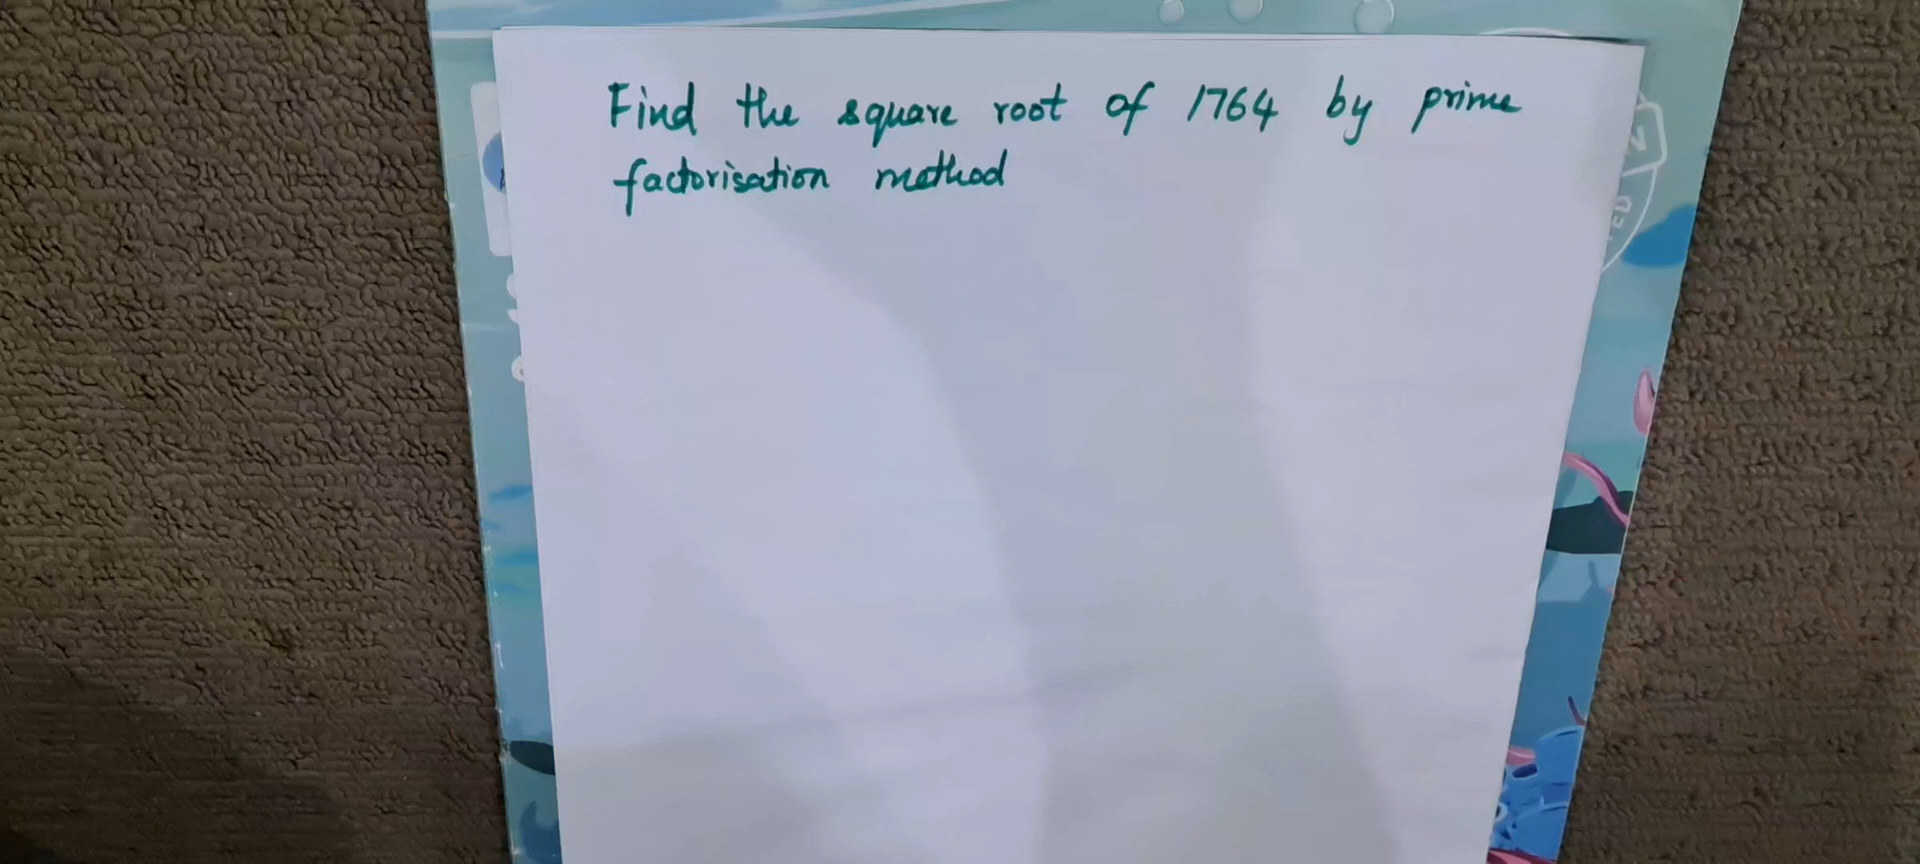 Find the square root of 1764 by prime
factorisation method